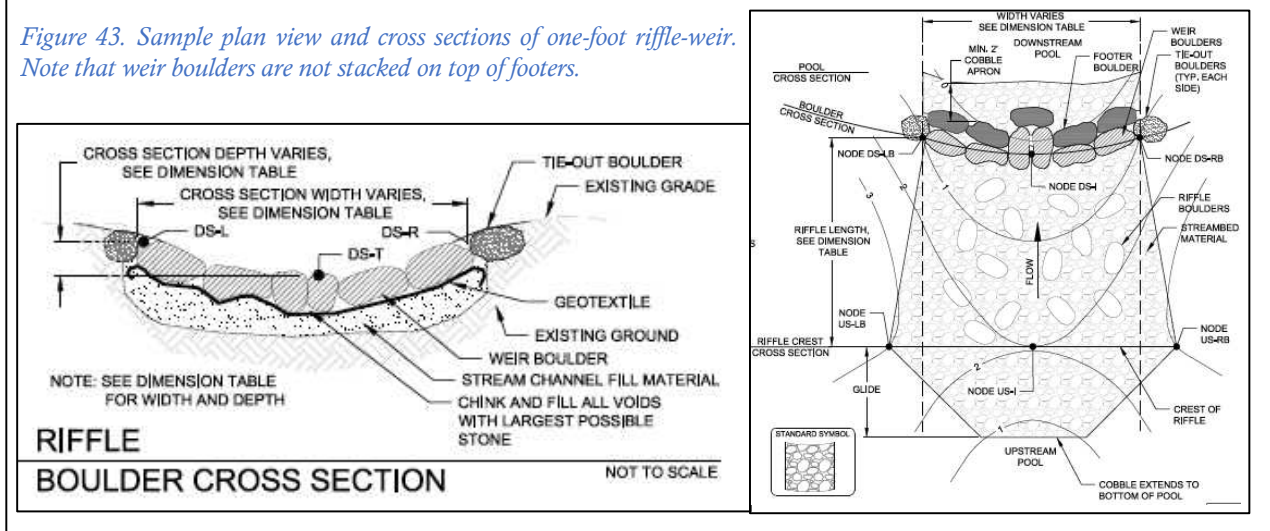 Figure 43. Sample plan view and cross sections of one-foot riffle-weir.
Note that weir boulders are not stacked on top of footers.
CROSS SECTION DEPTH VARIES,
SEE DIMENSION TABLE
CROSS SECTION WIDTH VARIES,
SEE DIMENSION TABLE
TIE-OUT BOULDER
EXISTING GRADE
DS-L
DS-R
DS-T
GEOTEXTILE
EXISTING GROUND
WEIR BOULDER
STREAM CHANNEL FILL MATERIAL
CHINK AND FILL ALL VOIDS
WITH LARGEST POSSIBLE
STONE
NOTE: SEE DIMENSION TABLE
FOR WIDTH AND DEPTH
RIFFLE
BOULDER CROSS SECTION
NOT TO SCALE
WIDTH VARIES
SEE DIMENSION TABLE
DOWNSTREAM
POOL
MIN. 2'
COBBLE
APRON
FOOTER
BOULDER
WEIR
BOULDERS
TIE-OUT
BOULDERS
(TYP. EACH
SIDE)
POOL
CROSS SECTION
0
BOULDER
CROSS SECTION
NODE DS-LB
NODE DS-RB
NODE DS-I
3
2
1
RIFFLE
BOULDERS
STREAMBED
MATERIAL
RIFFLE LENGTH,
SEE DIMENSION
TABLE
S
FLOW
NODE
US-LB
NODE
US-RB
RIFFLE CREST
CROSS SECTION
2
NODE US-I
GLIDE
CREST OF
RIFFLE
1
UPSTREAM
POOL
STANDARD SYMBOL
COBBLE EXTENDS TO
BOTTOM OF POOL